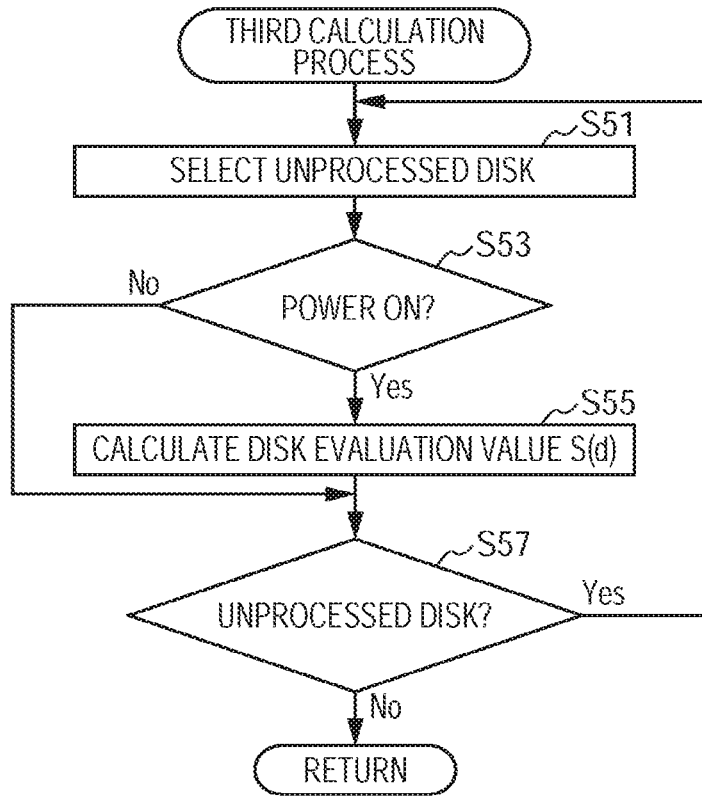 THIRD CALCULATION
PROCESS
S51
SELECT UNPROCESSED DISK
S53
No
POWER ON?
Yes
S55
CALCULATE DISK EVALUATION VALUE S(d)
S57
UNPROCESSED DISK?
Yes
No
RETURN